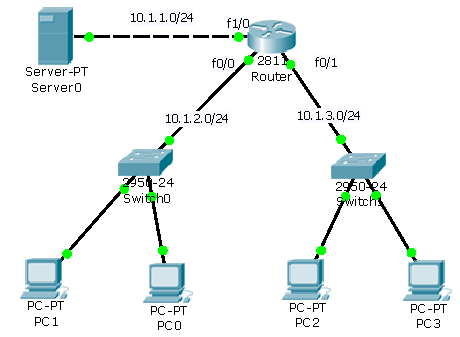 10.1.1.0/24
f1/0
Server-PT
Server0
2811
Router
f0/0
f0/1
10.1.2.0/24
10.1.3.0/24
2950-24
Switch0
2950-24
Switch1
PC-PT
PC1
PC-PT
PC0
PC-PT
PC2
PC-PT
PC3